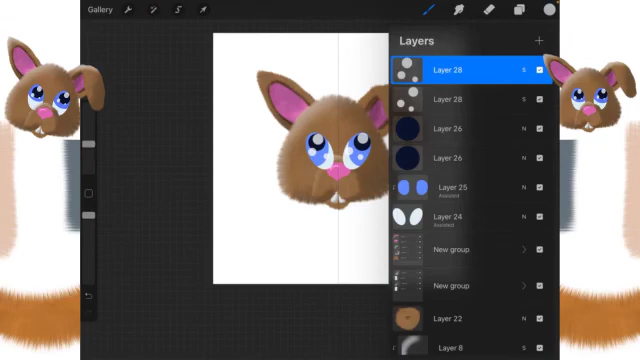 Gallery
Layers
Layer 28 S
Layer 28 S
Layer 26 N
Layer 26 N
Layer 25 N
Assisted
Layer 24 N
Assisted
New group
New group
Layer 22 N
Layer 8 S